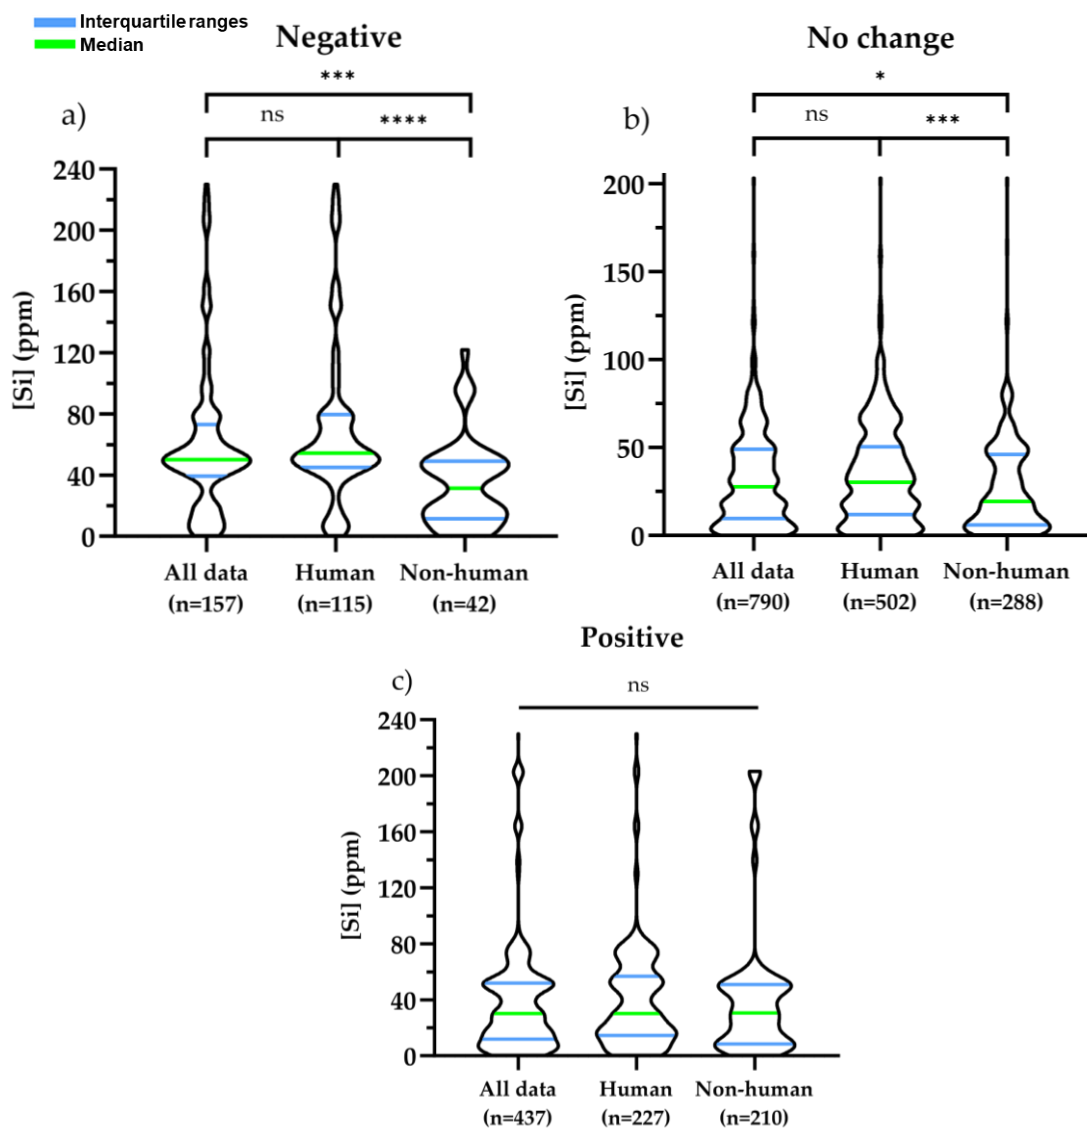 Interquartile ranges
Median
Negative
***
a)
ns
****
[Si] (ppm)
240
200
160
120
80
40
0
All data
Human
Non-human
(n=157)
(n=115)
(n=42)
No change
*
b)
ns
***
[Si] (ppm)
200
150
100
50
0
All data
Human
Non-human
(n=790)
(n=502)
(n=288)
Positive
c)
ns
[Si] (ppm)
240
200
160
120
80
40
0
All data
Human
Non-human
(n=437)
(n=227)
(n=210)